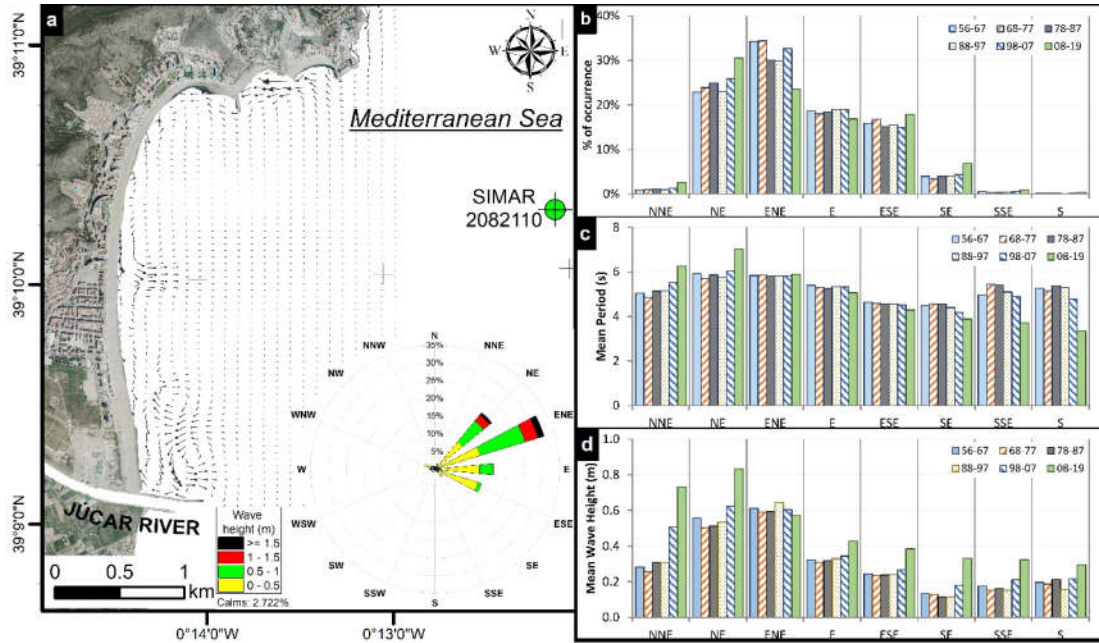 a
39°11'0"N
39°10'0"N
39°9'0"N
0°14'0"W
0°13'0"W
N
W E
S
Mediterranean Sea
SIMAR
2082110
JÚCAR RIVER
0 0.5 1
km
Wave
height (m)
>= 1.5
1 - 1.5
0.5 - 1
0 - 0.5
Calms: 2.722%
N
NNE
NE
ENE
E
ESE
SE
SSE
S
SSW
SW
WSW
W
WNW
NW
NNW
35%
30%
25%
20%
15%
10%
5%
b
% of occurrence
40%
30%
20%
10%
0%
56-67 68-77 78-87
88-97 98-07 08-19
NNE NE ENE E ESE SE SSE S
c
Mean Period (s)
8
6
4
2
0
56-67 68-77 78-87
88-97 98-07 08-19
NNE NE ENE E ESE SE SSE S
d
Mean Wave Height (m)
1.0
0.8
0.6
0.4
0.2
0.0
56-67 68-77 78-87
88-97 98-07 08-19
NNE NE ENE E ESE SE SSE S